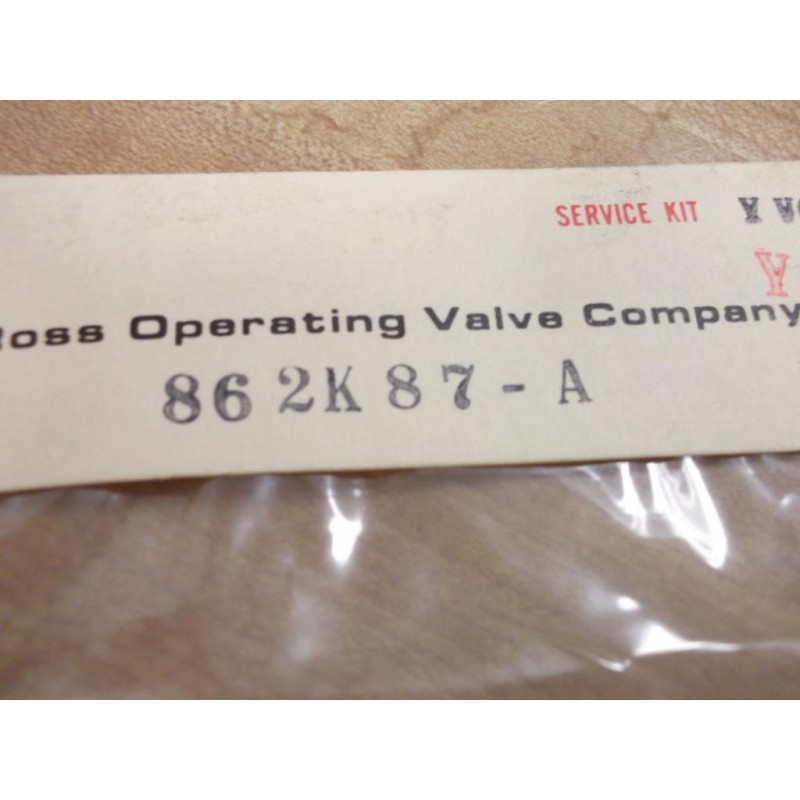 SERVICE KIT
Y
Ross Operating Valve Company
862K87-A